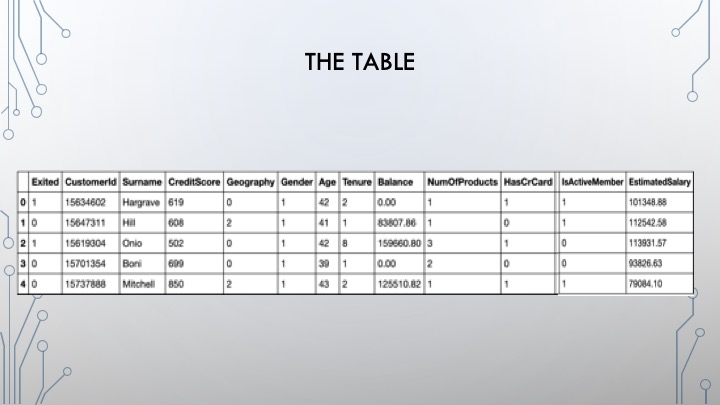 THE TABLE
Exited CustomerId Surname CreditScore Geography Gender Age Tenure Balance NumOfProducts HasCrCard IsActiveMember EstimatedSalary
0 1 15634602 Hargrave 619 0 1 42 2 0.00 1 1 1 101348.88
1 0 15647311 Hill 608 2 1 41 1 83807.86 1 0 1 112542.58
2 1 15619304 Onio 502 0 1 42 8 159660.80 3 1 0 113931.57
3 0 15701354 Boni 699 0 1 39 1 0.00 2 0 0 93826.63
4 0 15737888 Mitchell 850 2 1 43 2 125510.82 1 1 1 79084.10